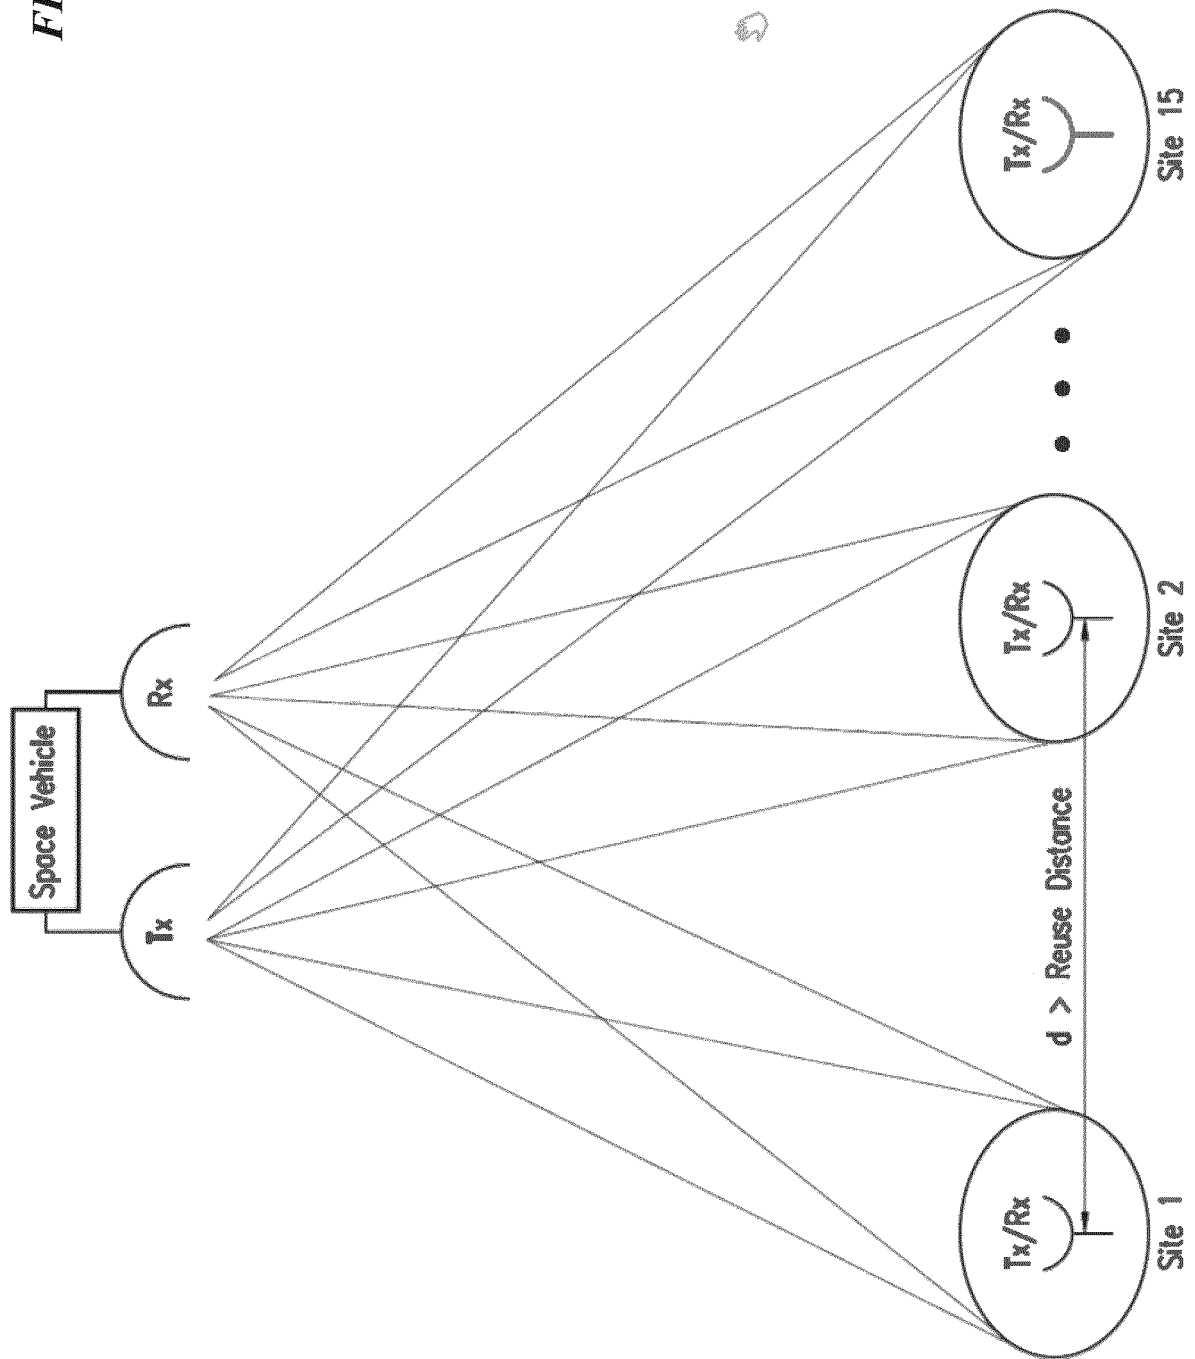 Space Vehicle
Tx
Rx
Tx/Rx
Tx/Rx
Tx/Rx
d > Reuse Distance
Site 1
Site 2
Site 15